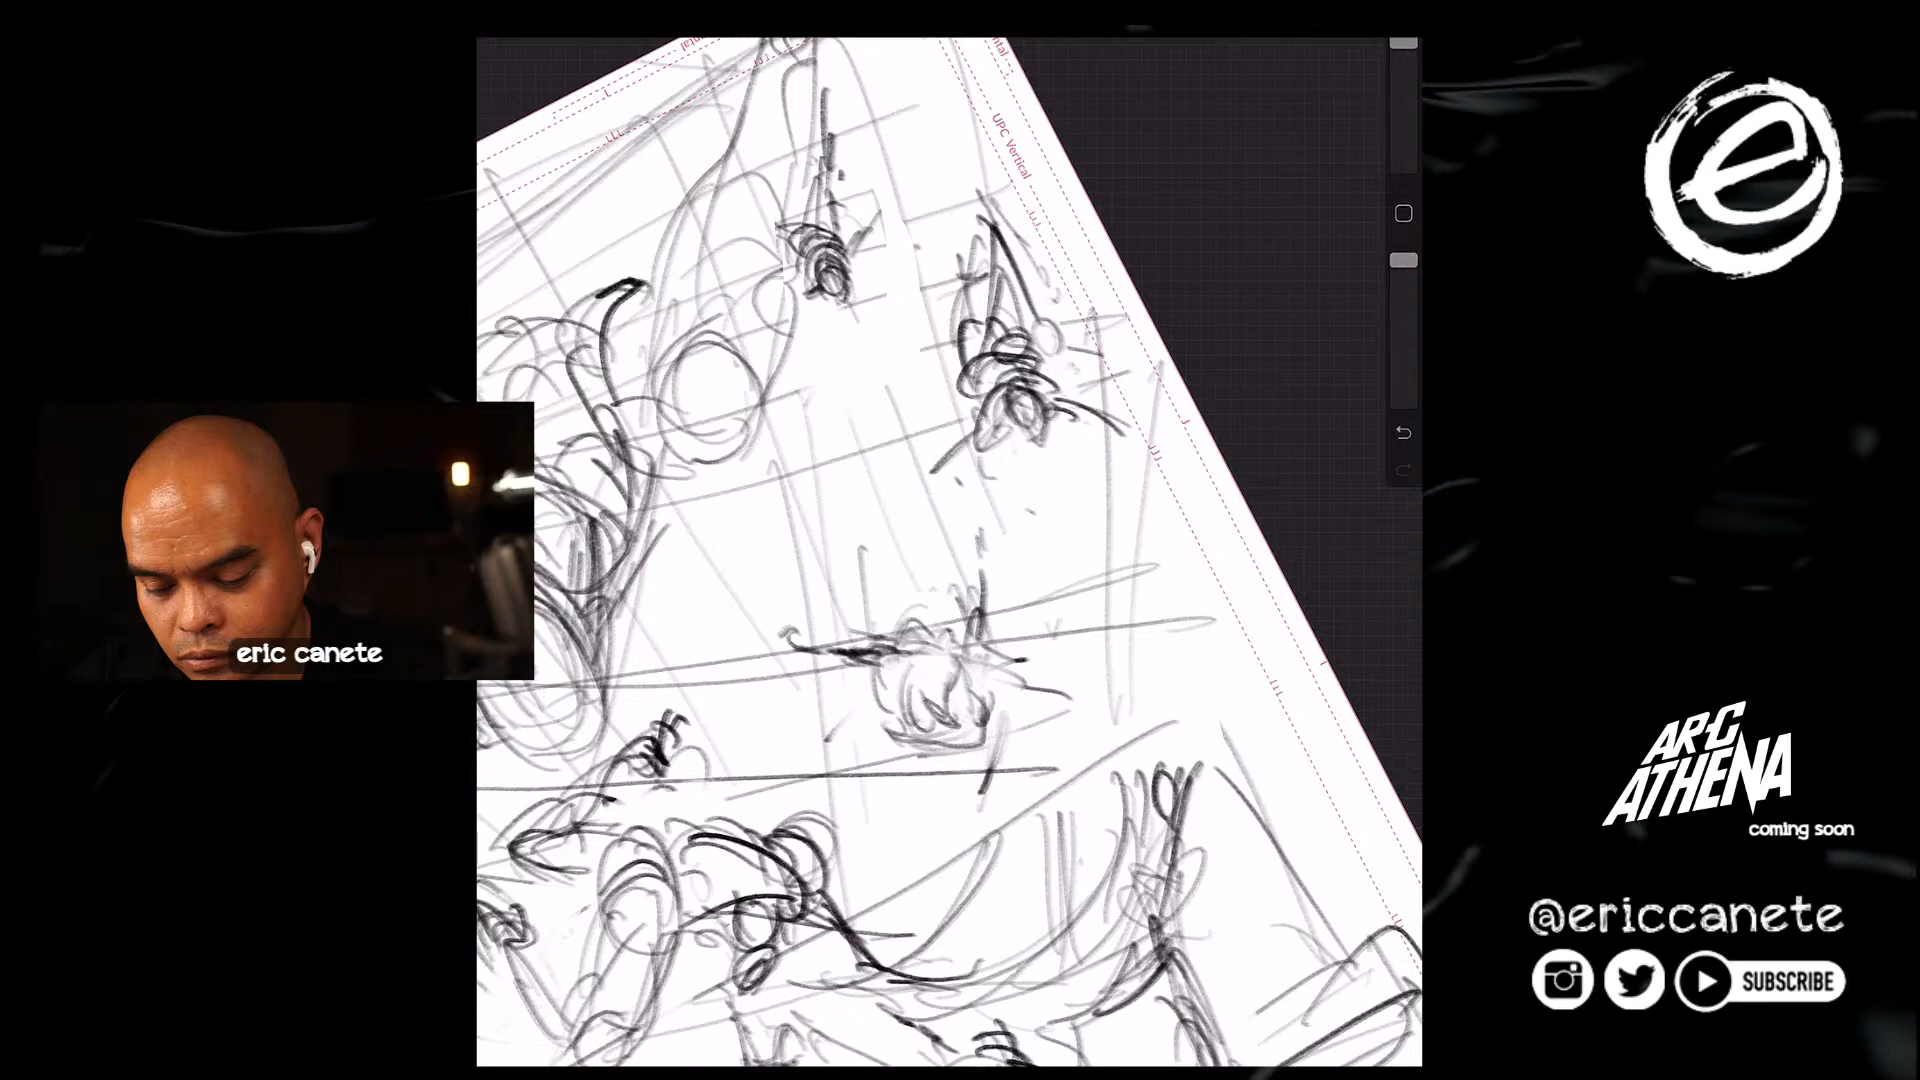 UPC Vertical
eric canete
e
ARC
ATHENA
coming soon
@ericcanete
SUBSCRIBE